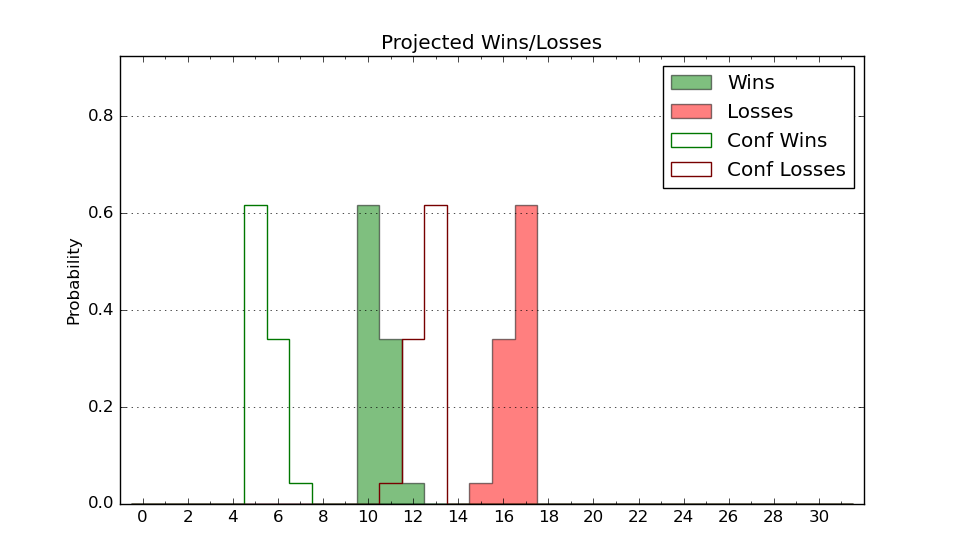 Projected Wins/Losses
Wins
Losses
Conf Wins
Conf Losses
Probability
0.8
0.6
0.4
0.2
0.0
0 2 4 6 8 10 12 14 16 18 20 22 24 26 28 30